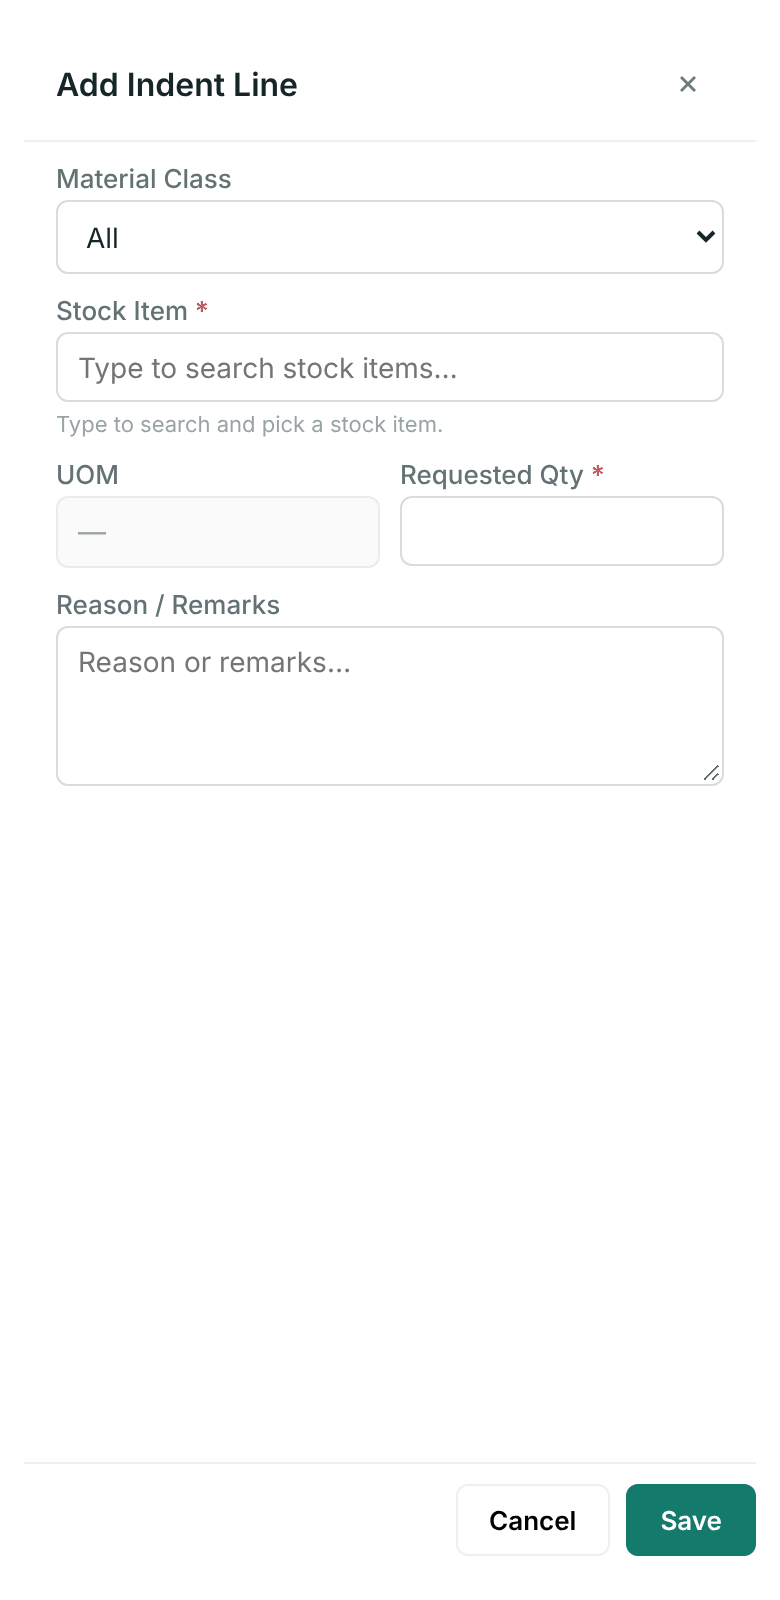 Add Indent Line ×
Material Class
All
Stock Item *
Type to search stock items...
Type to search and pick a stock item.
UOM Requested Qty *
—
Reason / Remarks
Reason or remarks...
Cancel Save